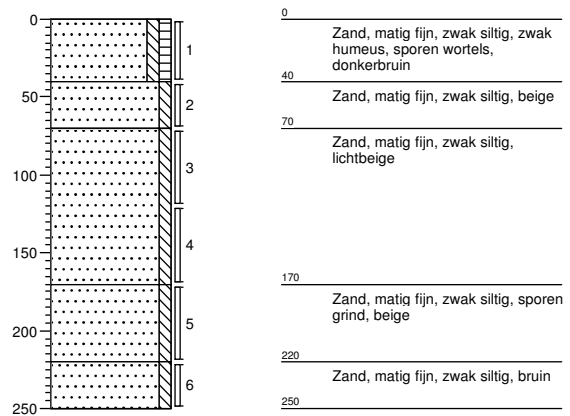 0
50
100
150
200
250
1
2
3
4
5
6
0
Zand, matig fijn, zwak siltig, zwak
humeus, sporen wortels,
donkerbruin
40
Zand, matig fijn, zwak siltig, beige
70
Zand, matig fijn, zwak siltig,
lichtbeige
170
Zand, matig fijn, zwak siltig, sporen
grind, beige
220
Zand, matig fijn, zwak siltig, bruin
250